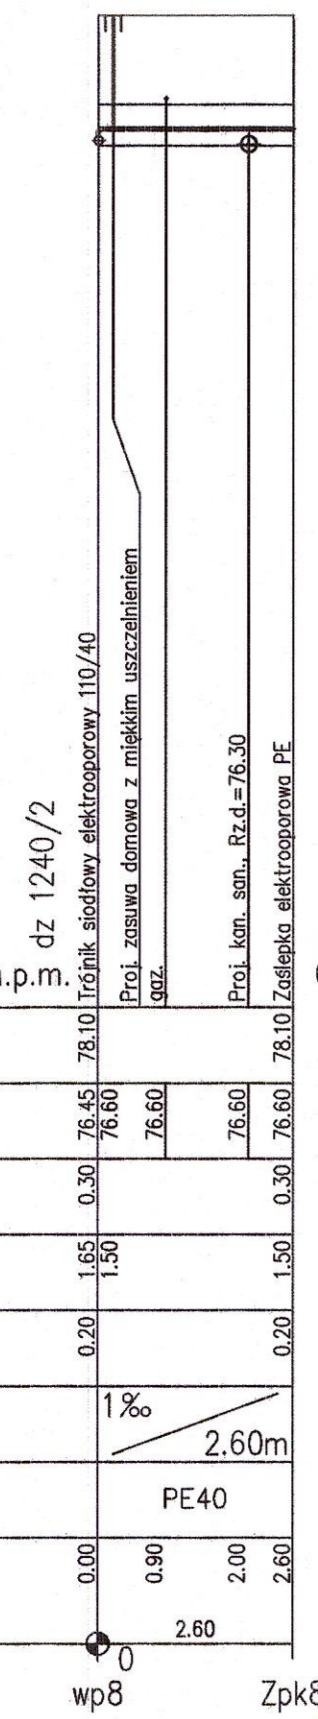 dz 1240/2
.p.m.
Trójnik siodłowy elektrooporowy 110/40
Proj. zasuwa domowa z miękkim uszczelnieniem
gaz.
Proj. kan. san., Rz.d.=76.30
Zaślepka elektrooporowa PE
78.10 78.10
76.45 76.60 76.60 76.60 76.60
0.30 0.30
1.65 1.50 1.50
0.20 0.20
1‰
2.60m
PE40
0.00 0.90 2.00 2.60
2.60
0
wp8 Zpk8